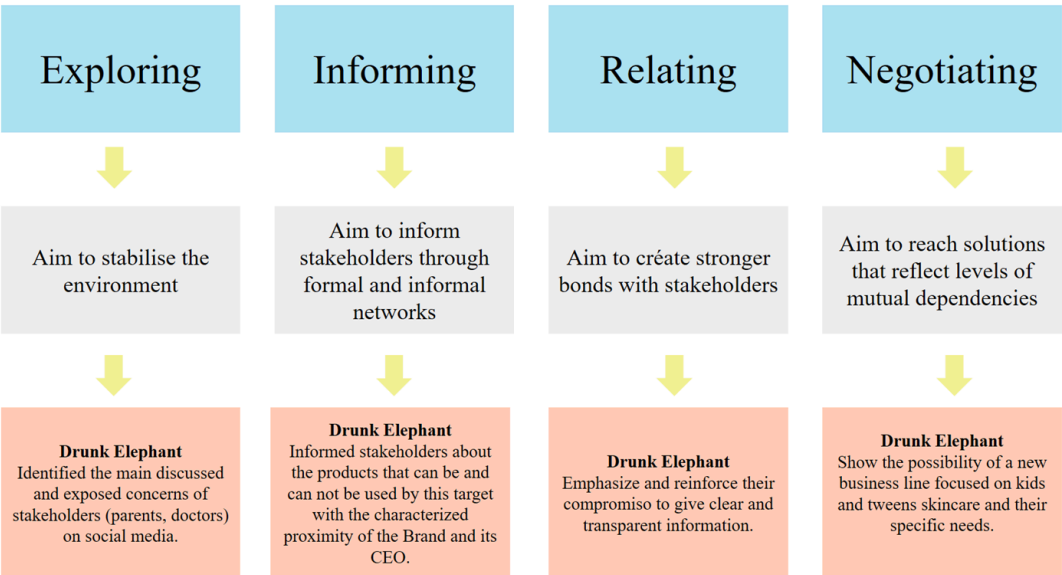 Exploring
Informing
Relating
Negotiating
Aim to stabilise the
environment
Aim to inform
stakeholders through
formal and informal
networks
Aim to créate stronger
bonds with stakeholders
Aim to reach solutions
that reflect levels of
mutual dependencies
Drunk Elephant
Identified the main discussed
and exposed concerns of
stakeholders (parents, doctors)
on social media.
Drunk Elephant
Informed stakeholders about
the products that can be and
can not be used by this target
with the characterized
proximity of the Brand and its
CEO.
Drunk Elephant
Emphasize and reinforce their
compromiso to give clear and
transparent information.
Drunk Elephant
Show the possibility of a new
business line focused on kids
and tweens skincare and their
specific needs.